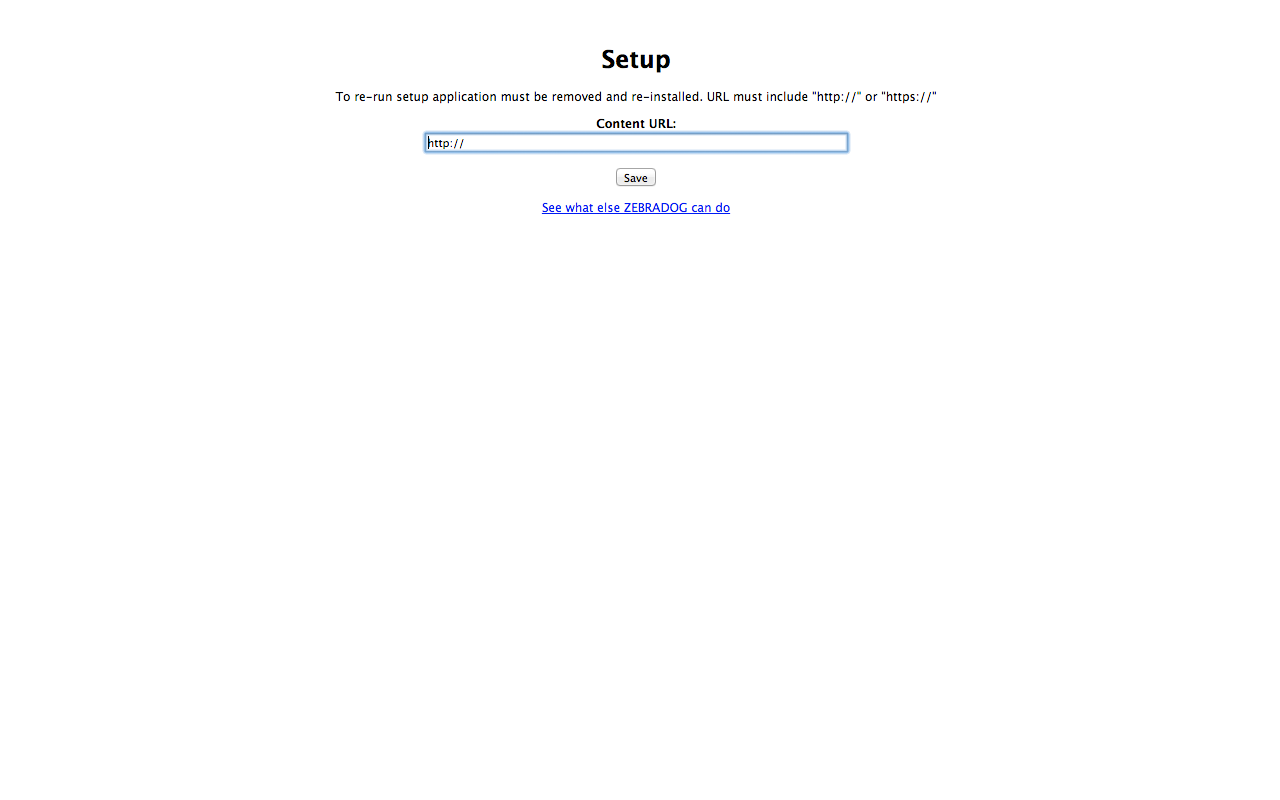 Setup
To re-run setup application must be removed and re-installed. URL must include "http://" or "https://"
Content URL:
http://
Save
See what else ZEBRADOG can do